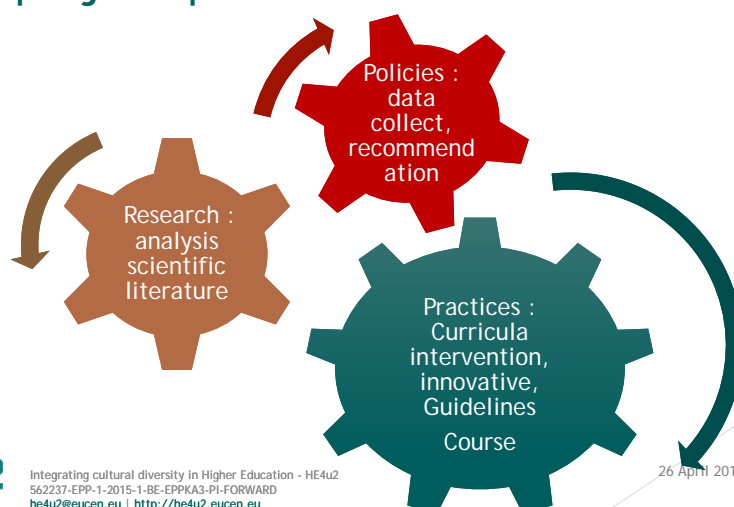 Policies :
data
collect,
recommend
ation
Research :
analysis
scientific
literature
Practices :
Curricula
intervention,
innovative,
Guidelines
Course
Integrating cultural diversity in Higher Education - HE4u2
562237-EPP-1-2015-1-BE-EPPKA3-PI-FORWARD
he4u2@eucen.eu | http://he4u2.eucen.eu
26 April 201